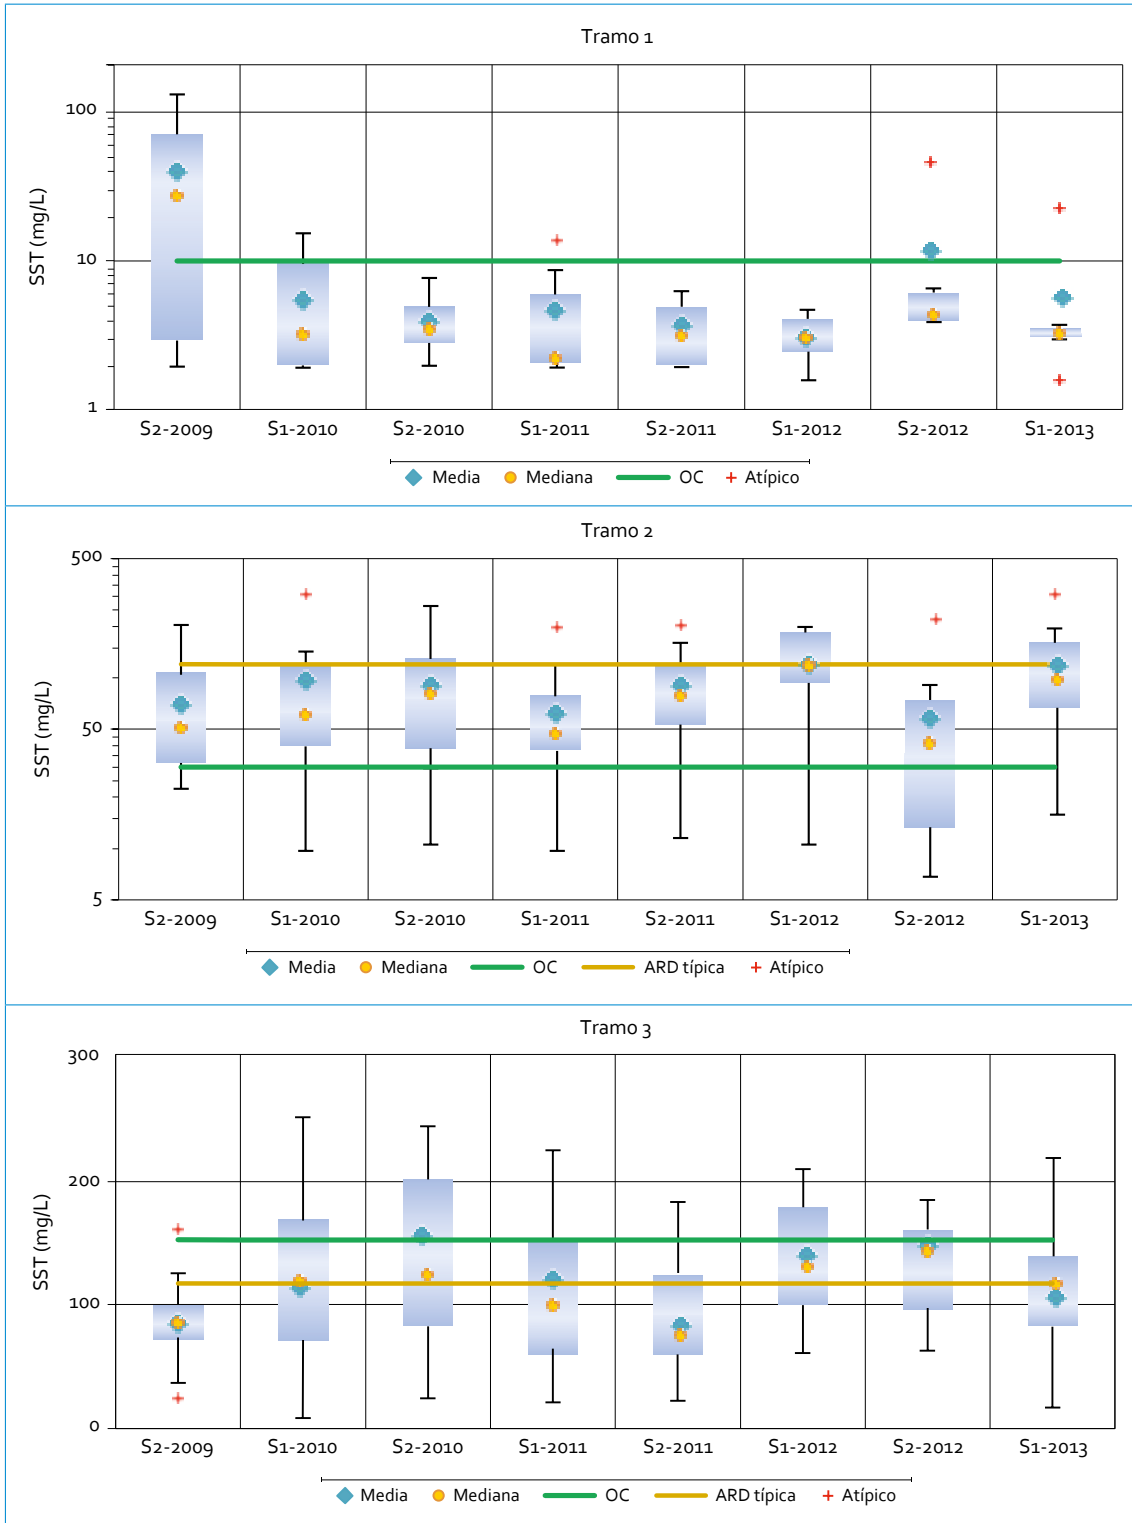 Tramo 1
SST (mg/L)
100
10
1
S2-2009 S1-2010 S2-2010 S1-2011 S2-2011 S1-2012 S2-2012 S1-2013
Media Mediana OC Atípico
Tramo 2
SST (mg/L)
500
50
5
S2-2009 S1-2010 S2-2010 S1-2011 S2-2011 S1-2012 S2-2012 S1-2013
Media Mediana OC ARD típica Atípico
Tramo 3
SST (mg/L)
300
200
100
0
S2-2009 S1-2010 S2-2010 S1-2011 S2-2011 S1-2012 S2-2012 S1-2013
Media Mediana OC ARD típica Atípico